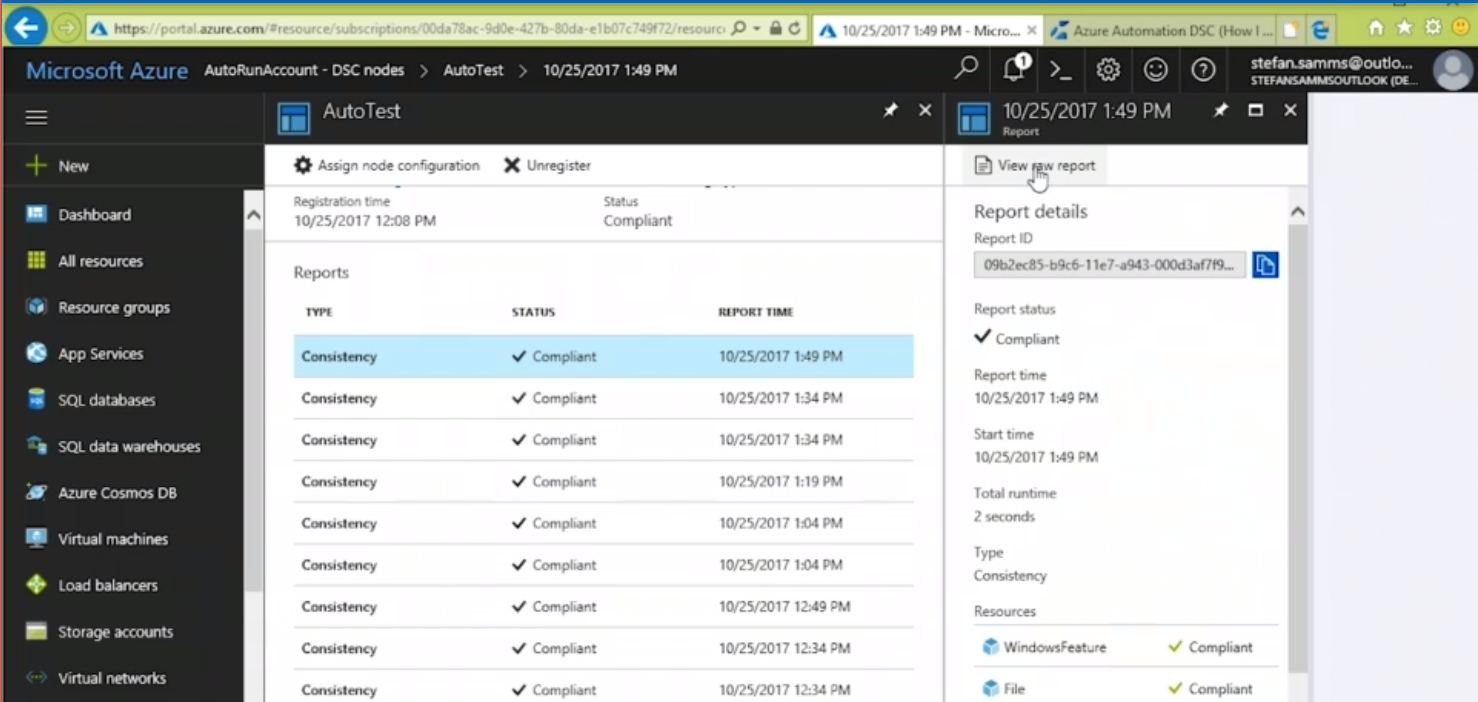 https://portal.azure.com/#resource/subscriptions/00da78ac-9d0e-427b-80da-e1b07c749f72/resourc
10/25/2017 1:49 PM - Micro...
Azure Automation DSC (How I ...
Microsoft Azure AutoRunAccount - DSC nodes > AutoTest > 10/25/2017 1:49 PM
1
stefan.samms@outlo...
STEFANSAMMSOUTLOOK (DE...
New
Dashboard
All resources
Resource groups
App Services
SQL databases
SQL data warehouses
Azure Cosmos DB
Virtual machines
Load balancers
Storage accounts
Virtual networks
AutoTest
Assign node configuration Unregister
Registration time Status
10/25/2017 12:08 PM Compliant
Reports
TYPE STATUS REPORT TIME
Consistency Compliant 10/25/2017 1:49 PM
Consistency Compliant 10/25/2017 1:34 PM
Consistency Compliant 10/25/2017 1:34 PM
Consistency Compliant 10/25/2017 1:19 PM
Consistency Compliant 10/25/2017 1:04 PM
Consistency Compliant 10/25/2017 1:04 PM
Consistency Compliant 10/25/2017 12:49 PM
Consistency Compliant 10/25/2017 12:34 PM
Consistency Compliant 10/25/2017 12:34 PM
10/25/2017 1:49 PM
Report
View raw report
Report details
Report ID
09b2ec85-b9c6-11e7-a943-000d3af7f9...
Report status
Compliant
Report time
10/25/2017 1:49 PM
Start time
10/25/2017 1:49 PM
Total runtime
2 seconds
Type
Consistency
Resources
WindowsFeature Compliant
File Compliant